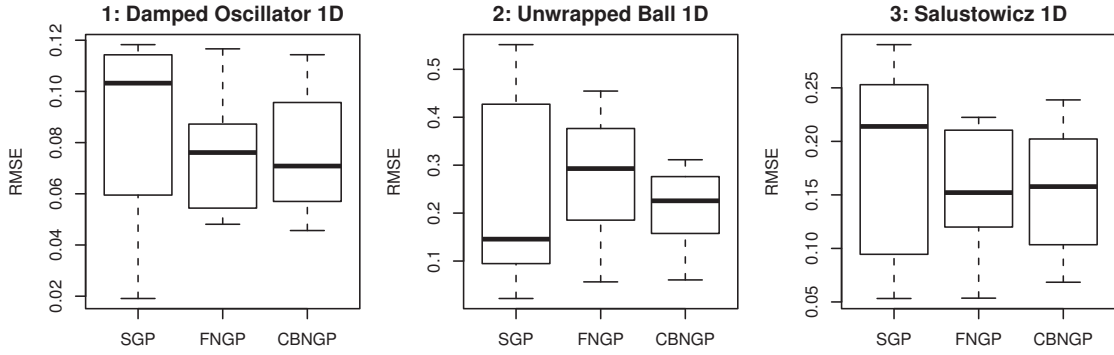 1: Damped Oscillator 1D
RMSE
0.12
0.10
0.08
0.06
0.04
0.02
SGP FNGP CBNGP
2: Unwrapped Ball 1D
RMSE
0.5
0.4
0.3
0.2
0.1
SGP FNGP CBNGP
3: Salustowicz 1D
RMSE
0.25
0.20
0.15
0.10
0.05
SGP FNGP CBNGP